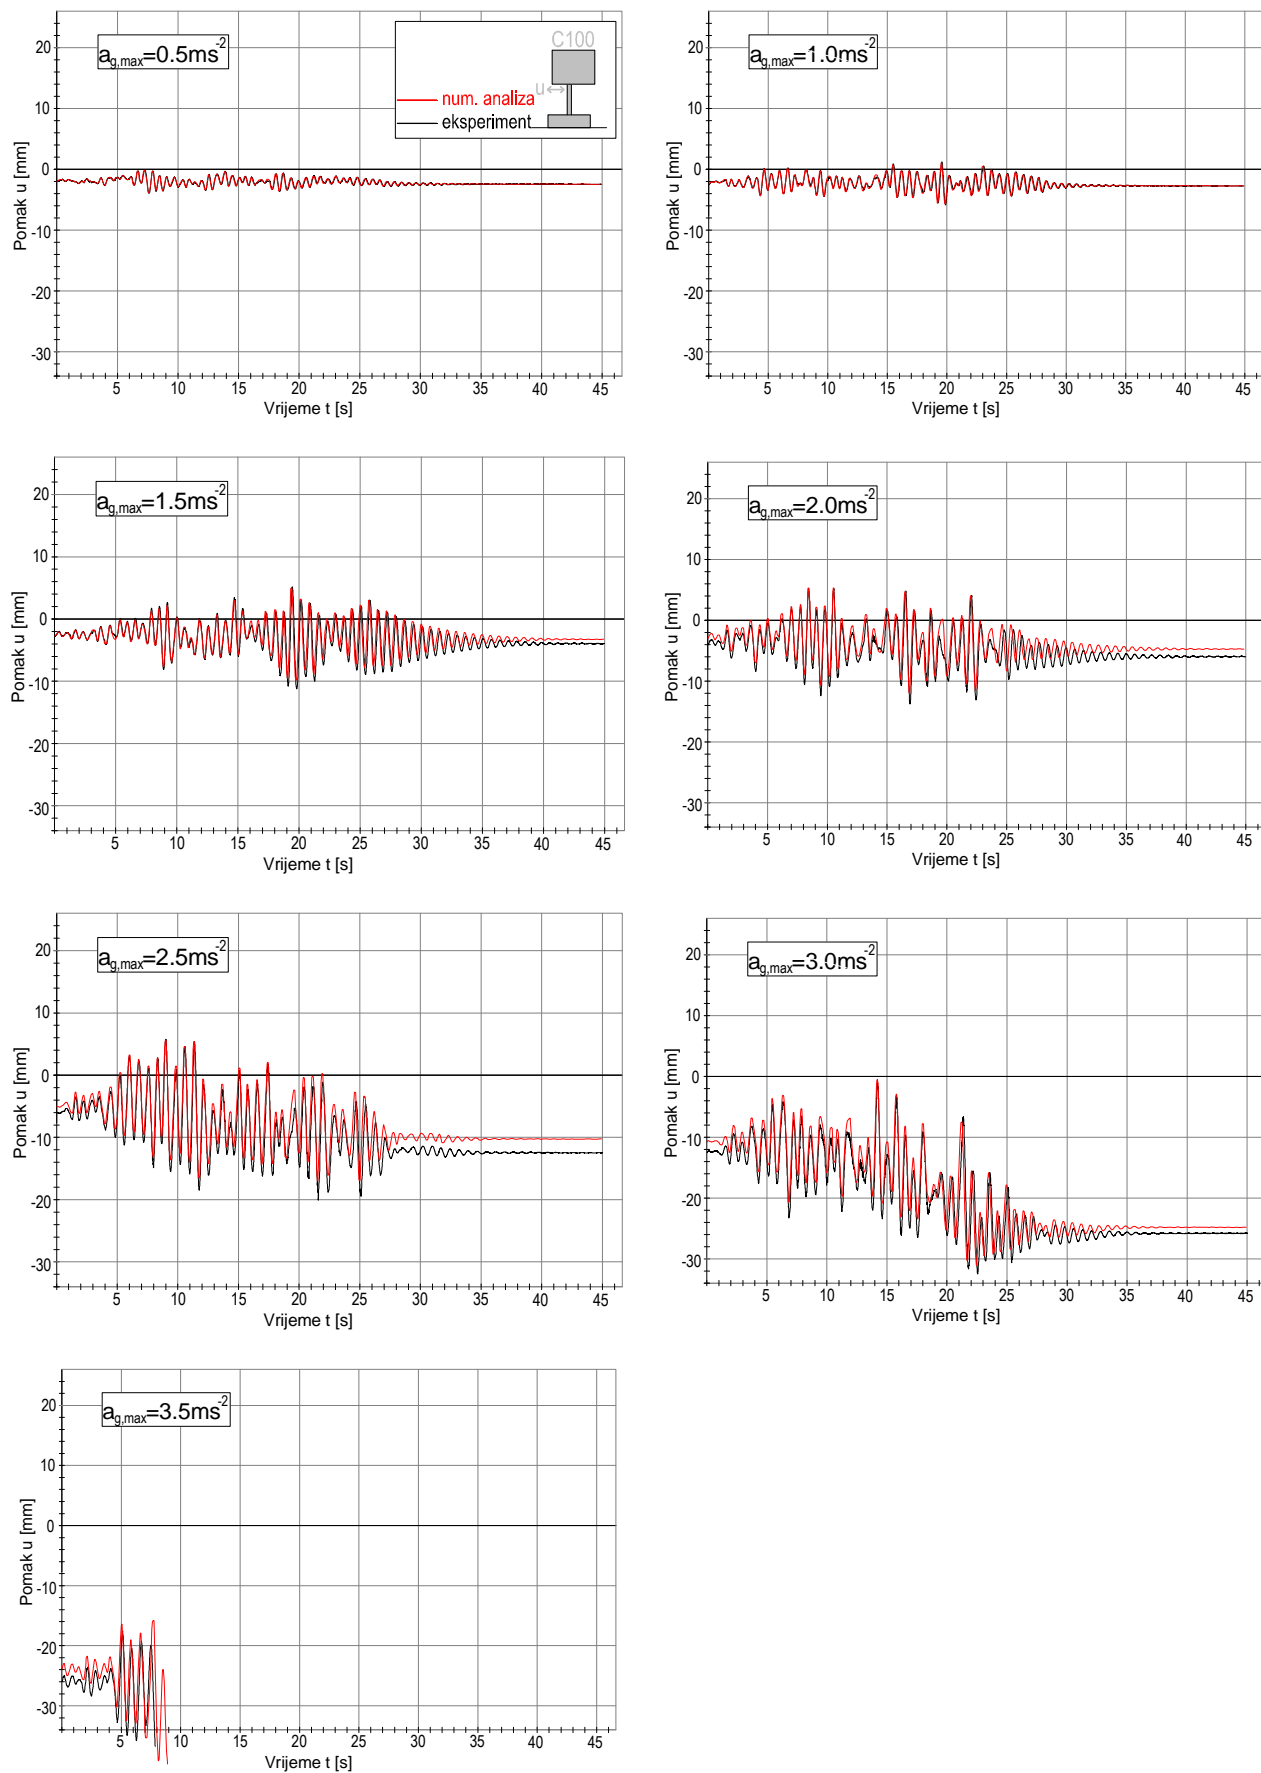 a_g,max=0.5ms^-2
C100
u
num. analiza
eksperiment
20
10
0
-10
-20
-30
Pomak u [mm]
5 10 15 20 25 30 35 40 45
Vrijeme t [s]
a_g,max=1.0ms^-2
20
10
0
-10
-20
-30
Pomak u [mm]
5 10 15 20 25 30 35 40 45
Vrijeme t [s]
a_g,max=1.5ms^-2
20
10
0
-10
-20
-30
Pomak u [mm]
5 10 15 20 25 30 35 40 45
Vrijeme t [s]
a_g,max=2.0ms^-2
20
10
0
-10
-20
-30
Pomak u [mm]
5 10 15 20 25 30 35 40 45
Vrijeme t [s]
a_g,max=2.5ms^-2
20
10
0
-10
-20
-30
Pomak u [mm]
5 10 15 20 25 30 35 40 45
Vrijeme t [s]
a_g,max=3.0ms^-2
20
10
0
-10
-20
-30
Pomak u [mm]
5 10 15 20 25 30 35 40 45
Vrijeme t [s]
a_g,max=3.5ms^-2
20
10
0
-10
-20
-30
Pomak u [mm]
5 10 15 20 25 30 35 40 45
Vrijeme t [s]